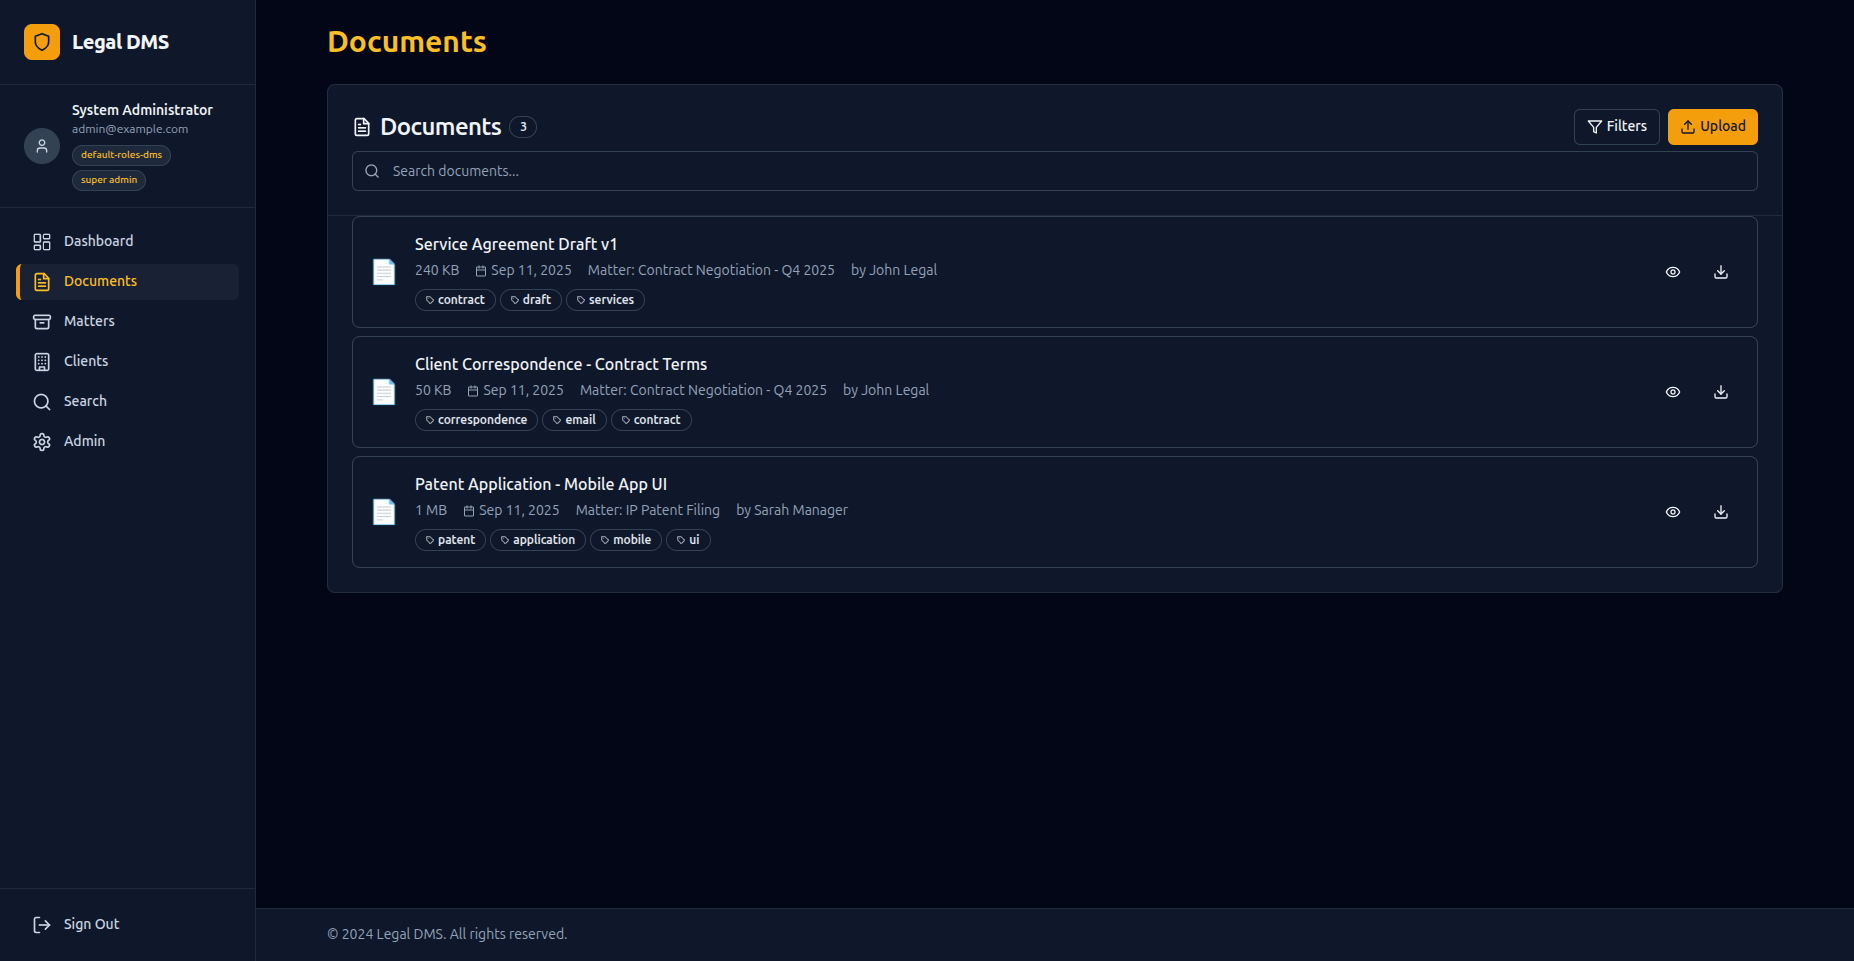 Legal DMS
System Administrator
admin@example.com
default-roles-dms
super admin
Dashboard
Documents
Matters
Clients
Search
Admin
Sign Out
Documents
Documents 3
Filters
Upload
Search documents...
Service Agreement Draft v1
240 KB Sep 11, 2025 Matter: Contract Negotiation - Q4 2025 by John Legal
contract draft services
Client Correspondence - Contract Terms
50 KB Sep 11, 2025 Matter: Contract Negotiation - Q4 2025 by John Legal
correspondence email contract
Patent Application - Mobile App UI
1 MB Sep 11, 2025 Matter: IP Patent Filing by Sarah Manager
patent application mobile ui
© 2024 Legal DMS. All rights reserved.